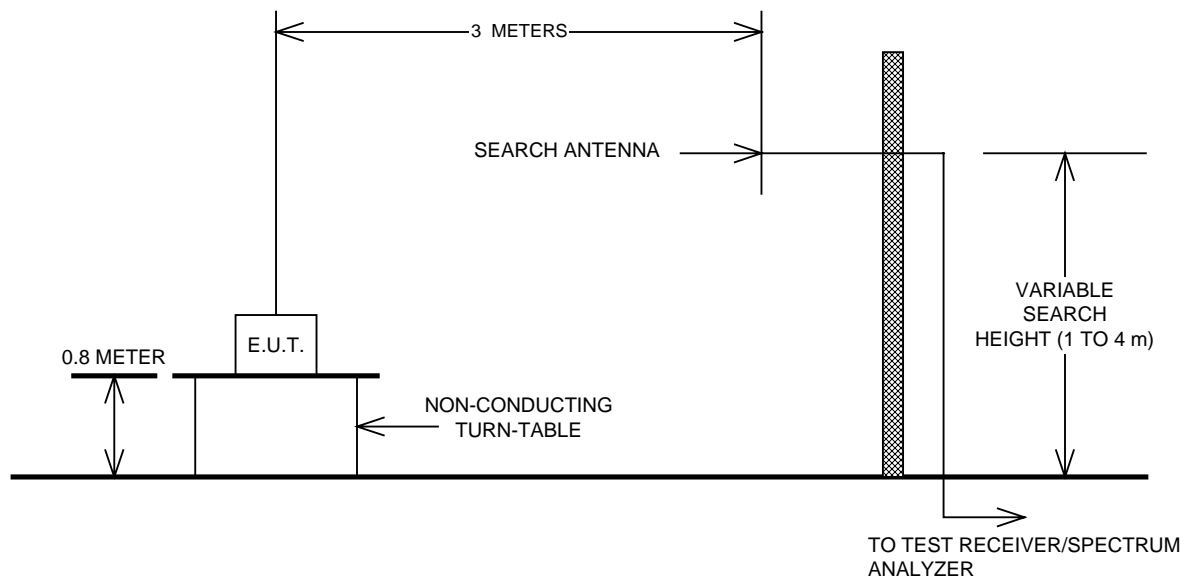 3 METERS
SEARCH ANTENNA
VARIABLE
SEARCH
HEIGHT (1 TO 4 m)
E.U.T.
0.8 METER
NON-CONDUCTING
TURN-TABLE
TO TEST RECEIVER/SPECTRUM
ANALYZER